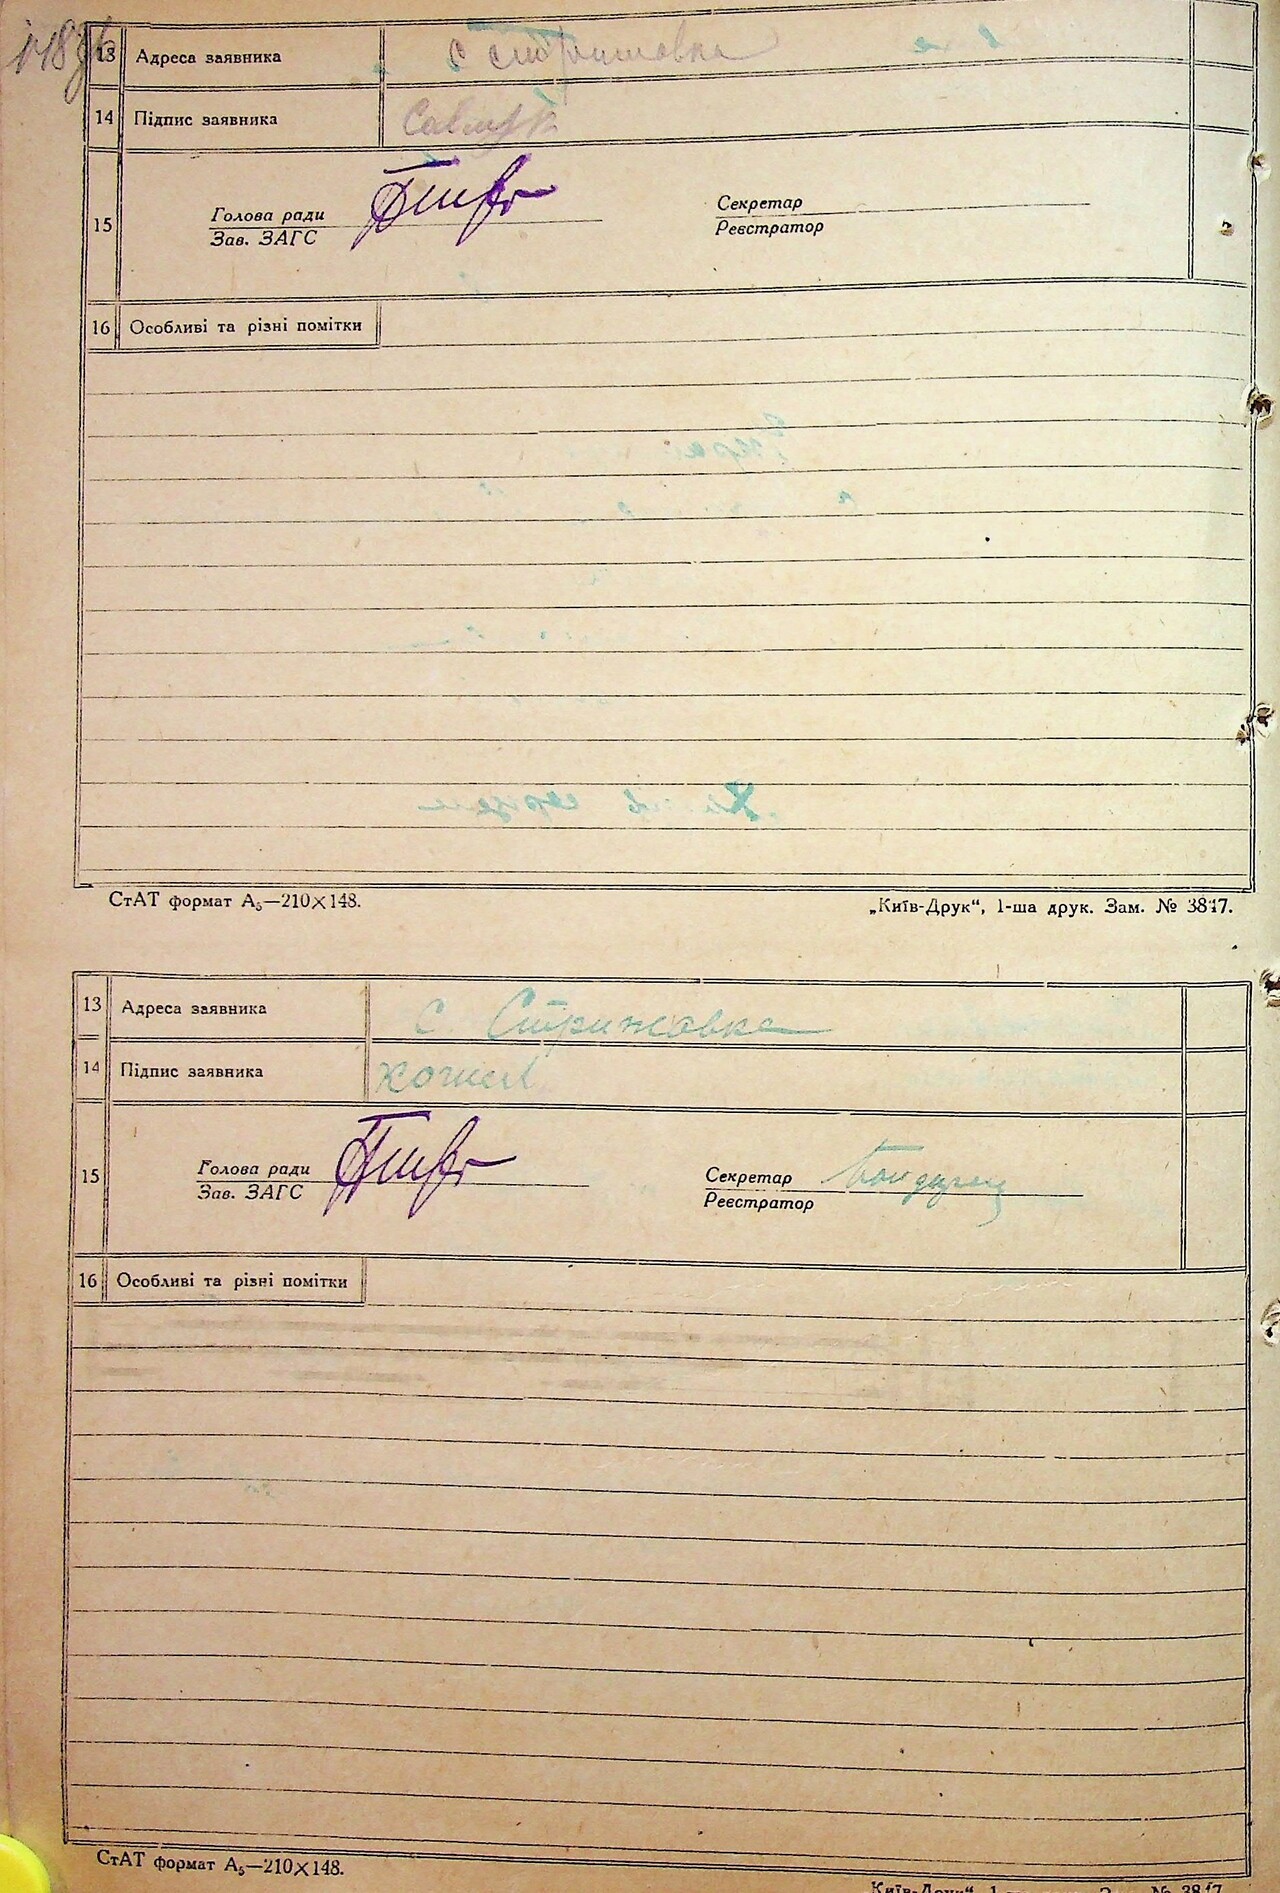 13 Адреса заявника с стрижавка
14 Підпис заявника Савлук
15
Голова ради
Зав. ЗАГС
Секретар
Реєстратор
16 Особливі та різні помітки
СтАТ формат А₅—210×148.
„Київ-Друк“, 1-ша друк. Зам. № 3847.
13 Адреса заявника с. Стрижавка
14 Підпис заявника
15
Голова ради
Зав. ЗАГС
Секретар
Реєстратор
16 Особливі та різні помітки
СтАТ формат А₅—210×148.